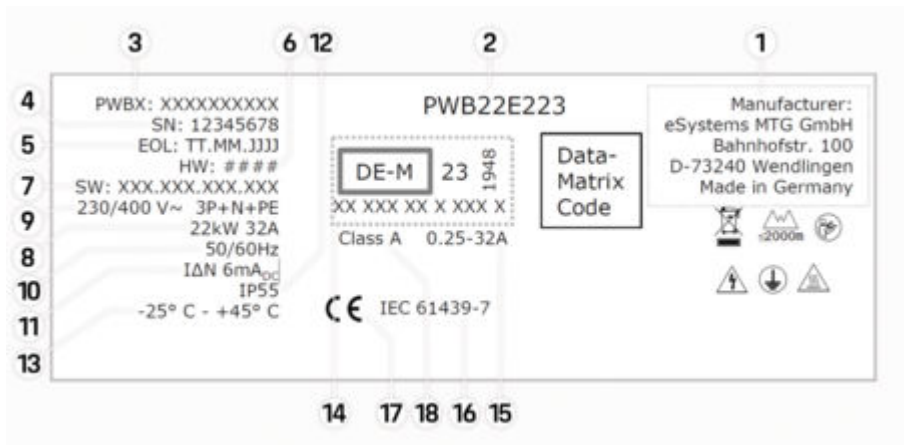 3 6 12 2 1
4 PWBX: XXXXXXXXXX
SN: 12345678
5 EOL: TT.MM.JJJJ
HW: ####
7 SW: XXX.XXX.XXX.XXX
9 230/400 V~ 3P+N+PE
22kW 32A
8 50/60Hz
10 IΔN 6mADC
IP55
11 -25° C - +45° C
13
PWB22E223
DE-M 23 1948
XX XXX XX X XXX X
Class A 0.25-32A
CE IEC 61439-7
Data-
Matrix
Code
Manufacturer:
eSystems MTG GmbH
Bahnhofstr. 100
D-73240 Wendlingen
Made in Germany
≤2000m
14 17 18 16 15